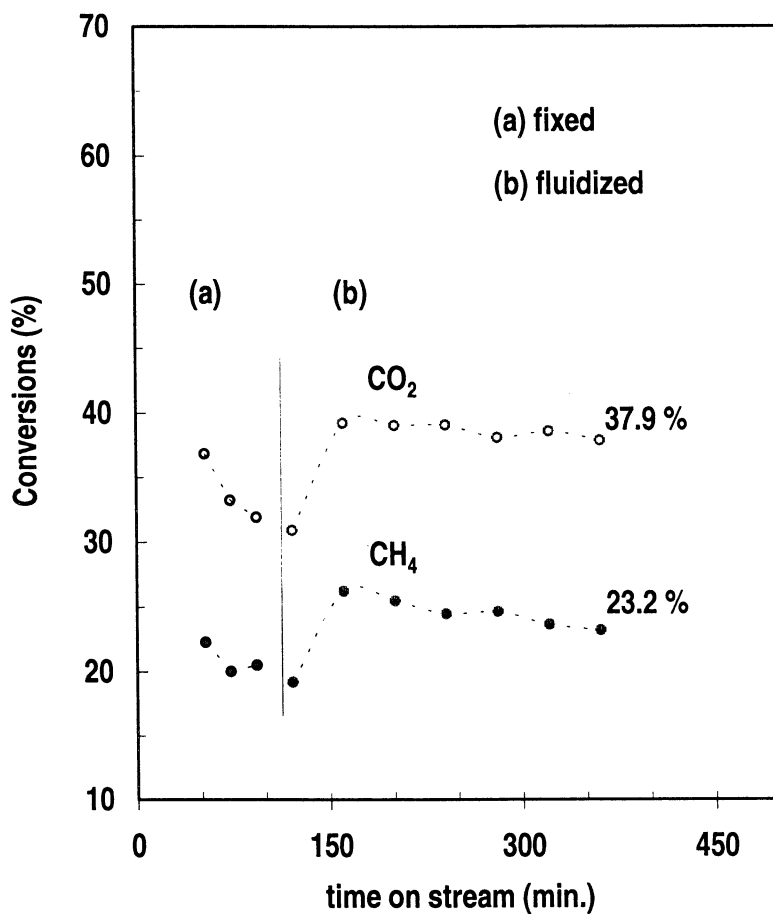 70
60
50
40
30
20
10
0
150
300
450
Conversions (%)
time on stream (min.)
(a) fixed
(b) fluidized
(a)
(b)
CO₂
37.9 %
CH₄
23.2 %